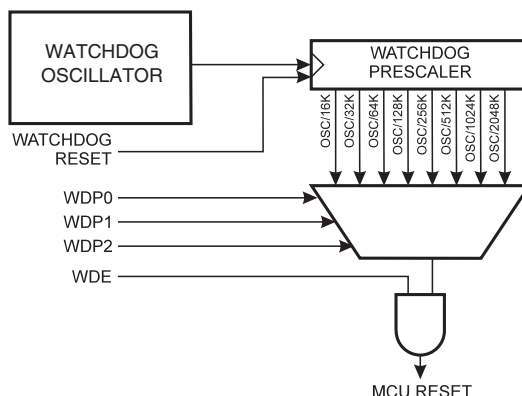 WATCHDOG
OSCILLATOR
WATCHDOG
PRESCALER
WATCHDOG
RESET
OSC/16K
OSC/32K
OSC/64K
OSC/128K
OSC/256K
OSC/512K
OSC/1024K
OSC/2048K
WDP0
WDP1
WDP2
WDE
MCU RESET